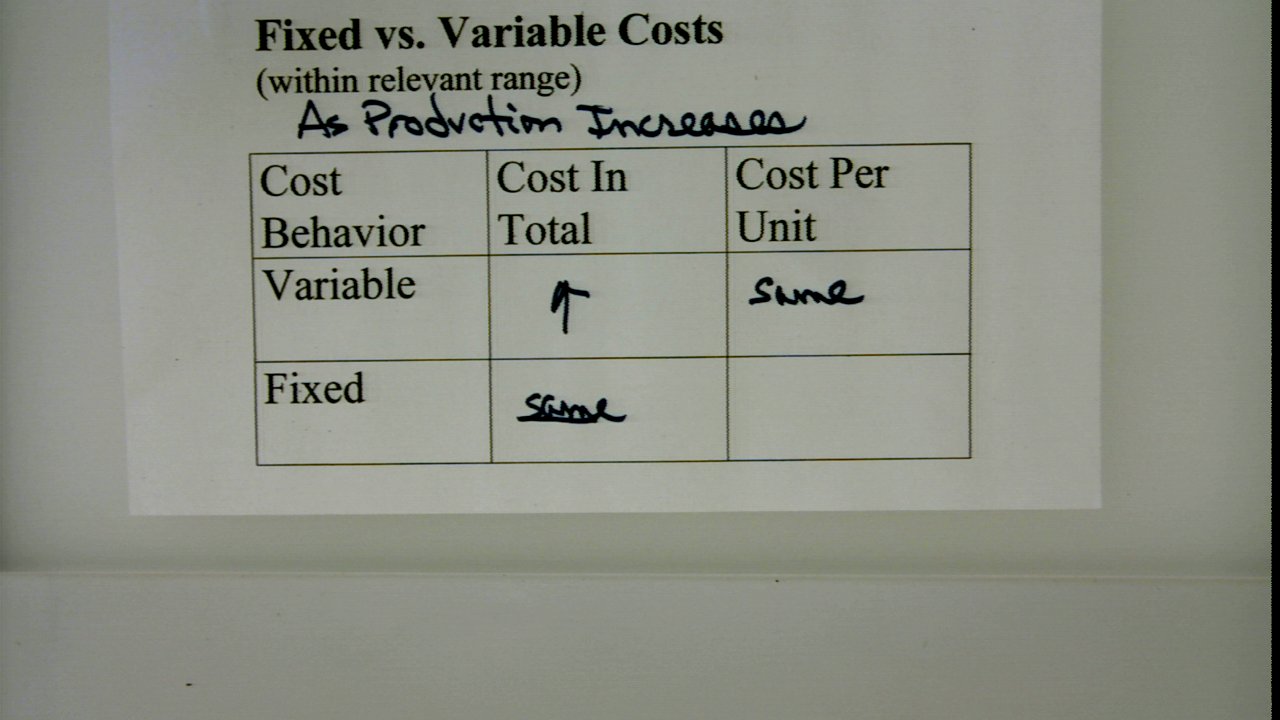 Fixed vs. Variable Costs
(within relevant range)
As Production Increases
Cost Behavior
Cost In Total
Cost Per Unit
Variable
↑
same
Fixed
same